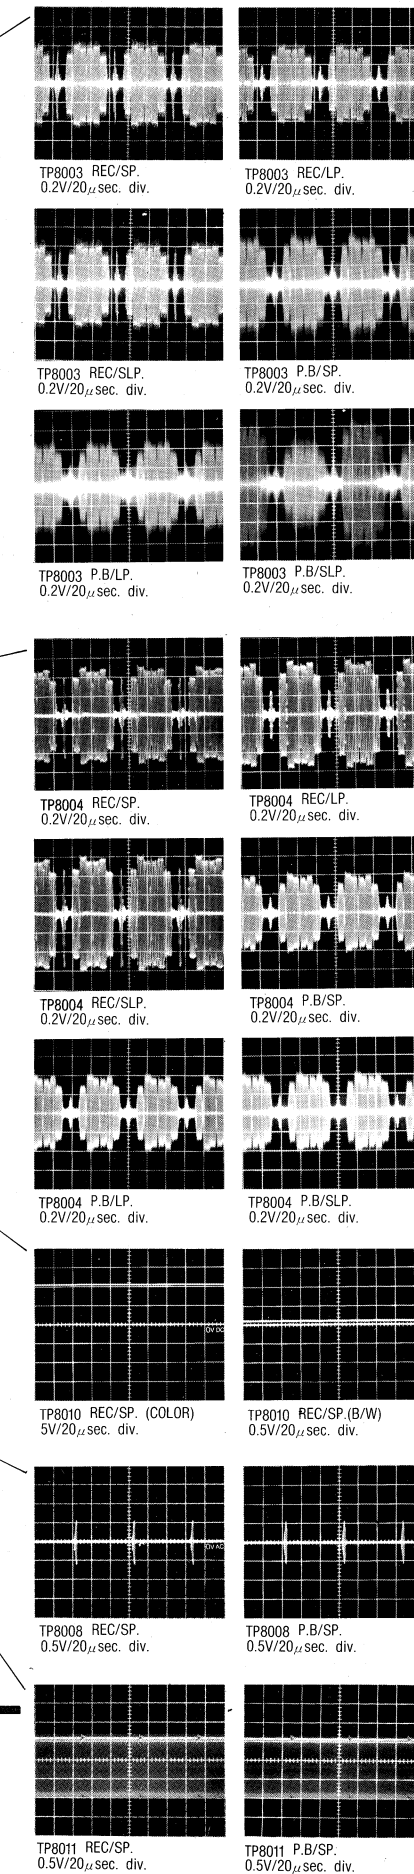 TP8003 REC/SP.
0.2V/20μsec. div.
TP8003 REC/LP.
0.2V/20μsec. div.
TP8003 REC/SLP.
0.2V/20μsec. div.
TP8003 P.B/SP.
0.2V/20μsec. div.
TP8003 P.B/LP.
0.2V/20μsec. div.
TP8003 P.B/SLP.
0.2V/20μsec. div.
TP8004 REC/SP.
0.2V/20μsec. div.
TP8004 REC/LP.
0.2V/20μsec. div.
TP8004 REC/SLP.
0.2V/20μsec. div.
TP8004 P.B/SP.
0.2V/20μsec. div.
TP8004 P.B/LP.
0.2V/20μsec. div.
TP8004 P.B/SLP.
0.2V/20μsec. div.
0V DC
TP8010 REC/SP. (COLOR)
5V/20μsec. div.
TP8010 REC/SP.(B/W)
0.5V/20μsec. div.
0V AC
TP8008 REC/SP.
0.5V/20μsec. div.
TP8008 P.B/SP.
0.5V/20μsec. div.
TP8011 REC/SP.
0.5V/20μsec. div.
TP8011 P.B/SP.
0.5V/20μsec. div.